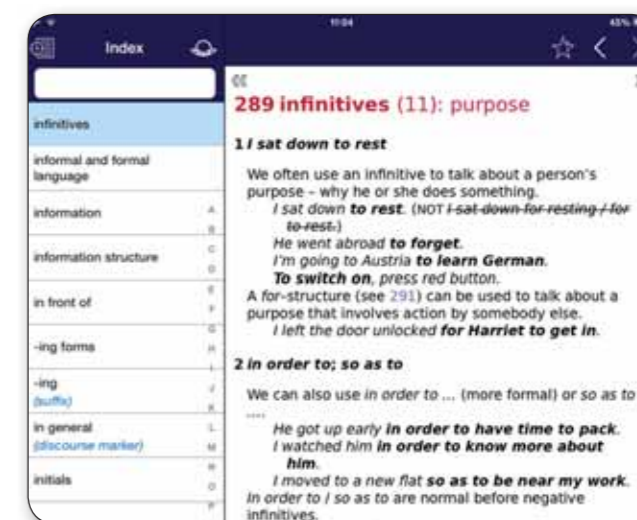 11:04
45%
Index
infinitives
informal and formal
language
information
information structure
in front of
-ing forms
-ing
(suffix)
in general
(discourse marker)
initials
A
B
C
D
E
F
G
H
I
J
K
L
M
N
O
P
289 infinitives (11): purpose
1 I sat down to rest
We often use an infinitive to talk about a person's
purpose – why he or she does something.
I sat down to rest. (NOT I sat down for resting / for
to rest.)
He went abroad to forget.
I'm going to Austria to learn German.
To switch on, press red button.
A for-structure (see 291) can be used to talk about a
purpose that involves action by somebody else.
I left the door unlocked for Harriet to get in.
2 in order to; so as to
We can also use in order to ... (more formal) or so as to
....
He got up early in order to have time to pack.
I watched him in order to know more about
him.
I moved to a new flat so as to be near my work.
In order to / so as to are normal before negative
infinitives.